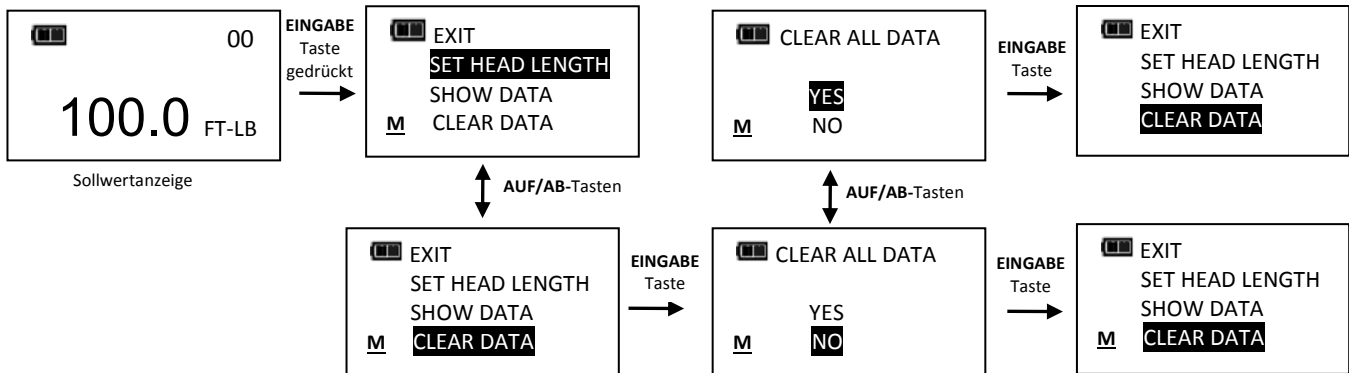 00
100.0 FT-LB
Sollwertanzeige
EINGABE
Taste
gedrückt
EXIT
SET HEAD LENGTH
SHOW DATA
M CLEAR DATA
AUF/AB-Tasten
EXIT
SET HEAD LENGTH
SHOW DATA
M CLEAR DATA
EINGABE
Taste
CLEAR ALL DATA
YES
M NO
AUF/AB-Tasten
CLEAR ALL DATA
YES
M NO
EINGABE
Taste
EXIT
SET HEAD LENGTH
SHOW DATA
CLEAR DATA
EINGABE
Taste
EXIT
SET HEAD LENGTH
SHOW DATA
M CLEAR DATA